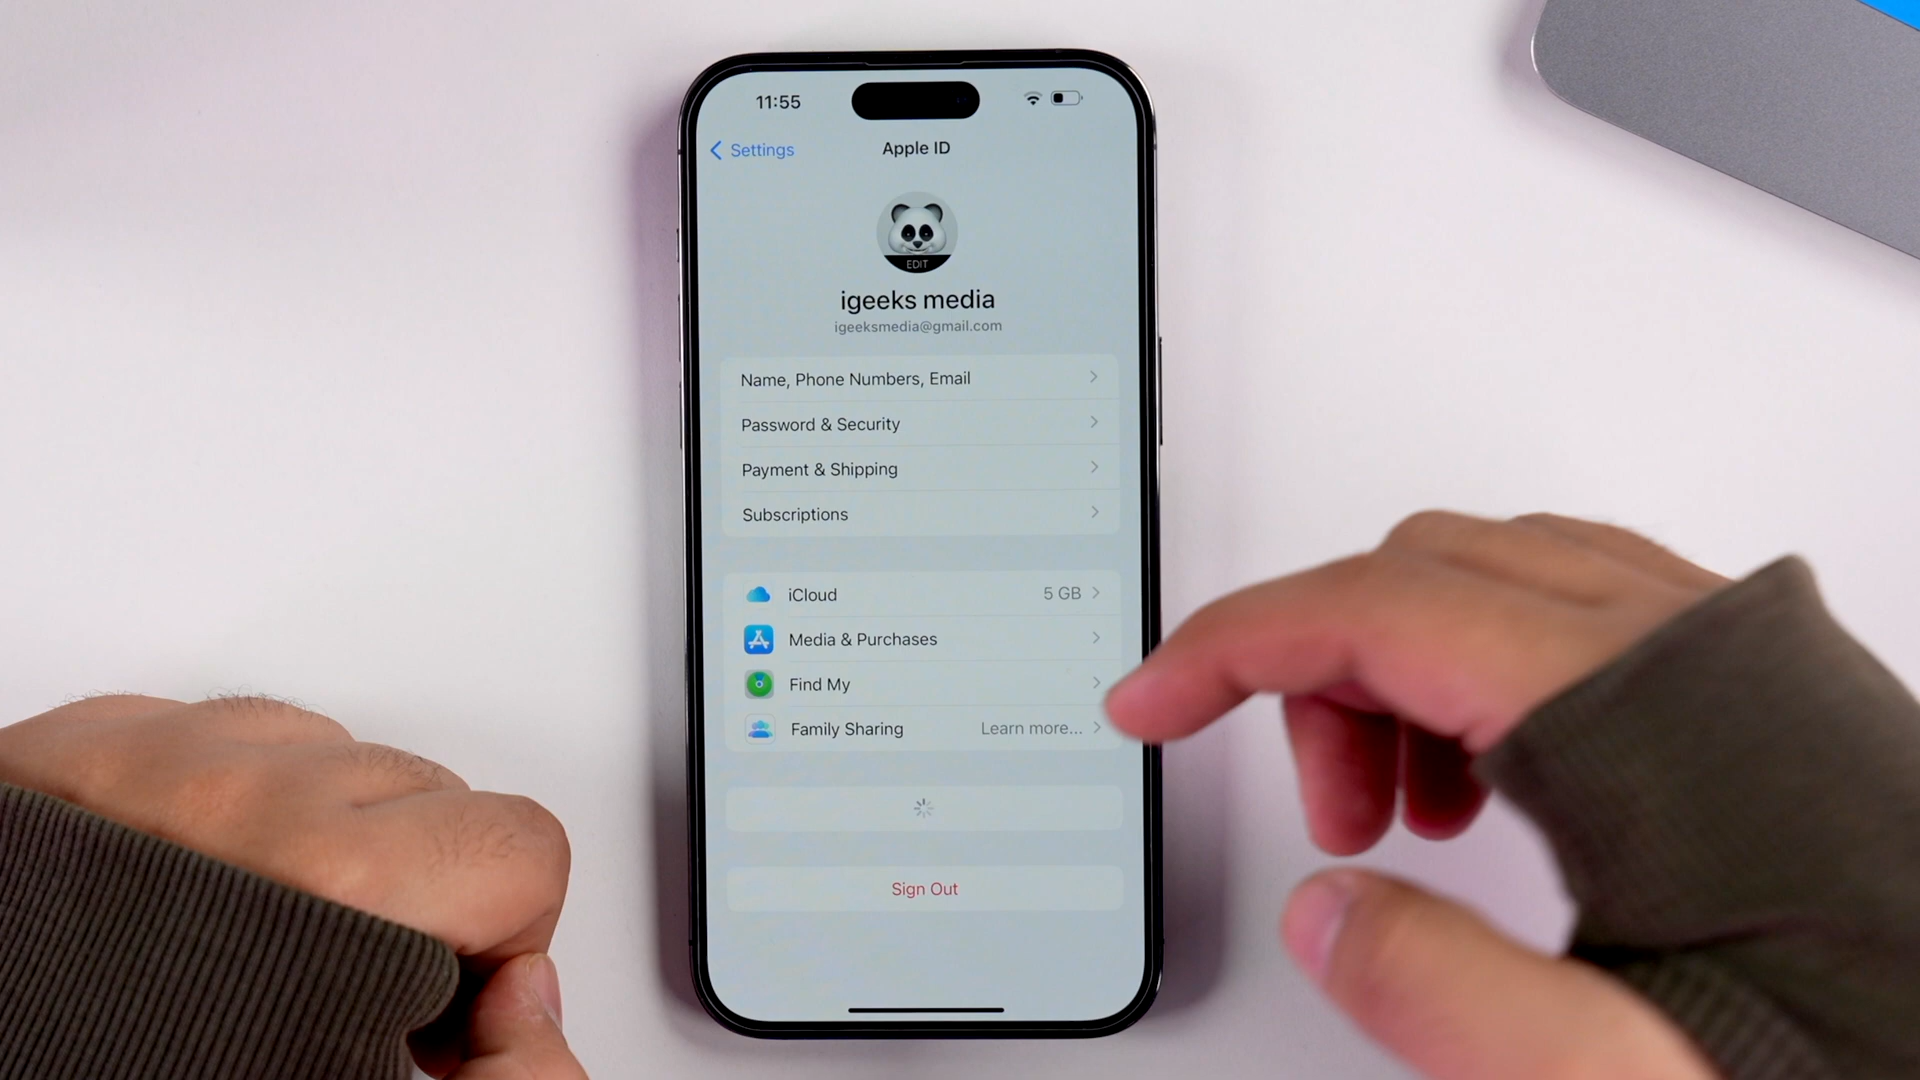 11:55
Settings
Apple ID
EDIT
igeeks media
igeeksmedia@gmail.com
Name, Phone Numbers, Email
Password & Security
Payment & Shipping
Subscriptions
iCloud 5 GB
Media & Purchases
Find My
Family Sharing Learn more...
Sign Out